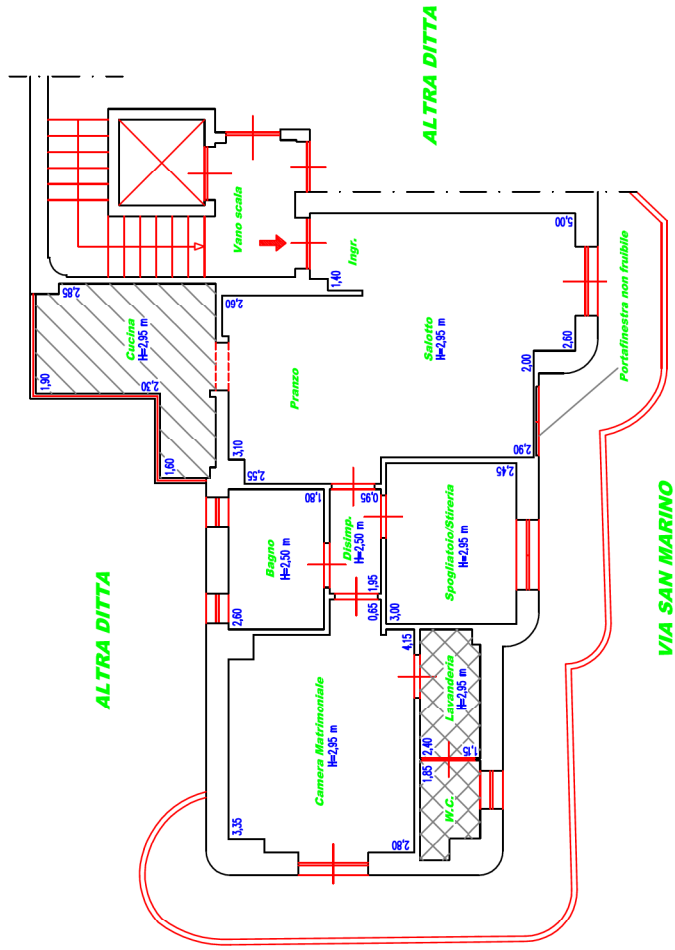 ALTRA DITTA
Vano scala
Ingr.
1,40
5,00
2,85
Cucina
H=2,95 m
1,90
2,30
1,60
2,60
Pranzo
Salotto
H=2,95 m
2,60
2,00
Portafinestra non fruibile
3,10
2,55
2,90
1,80
0,95
2,45
Bagno
H=2,50 m
Disimp.
H=2,50 m
Spogliatoio/Stireria
H=2,95 m
VIA SAN MARINO
ALTRA DITTA
2,60
1,95
0,65
3,00
4,15
Camera Matrimoniale
H=2,95 m
Lavanderia
H=2,95 m
2,40
1,85
W.C.
3,35
2,80